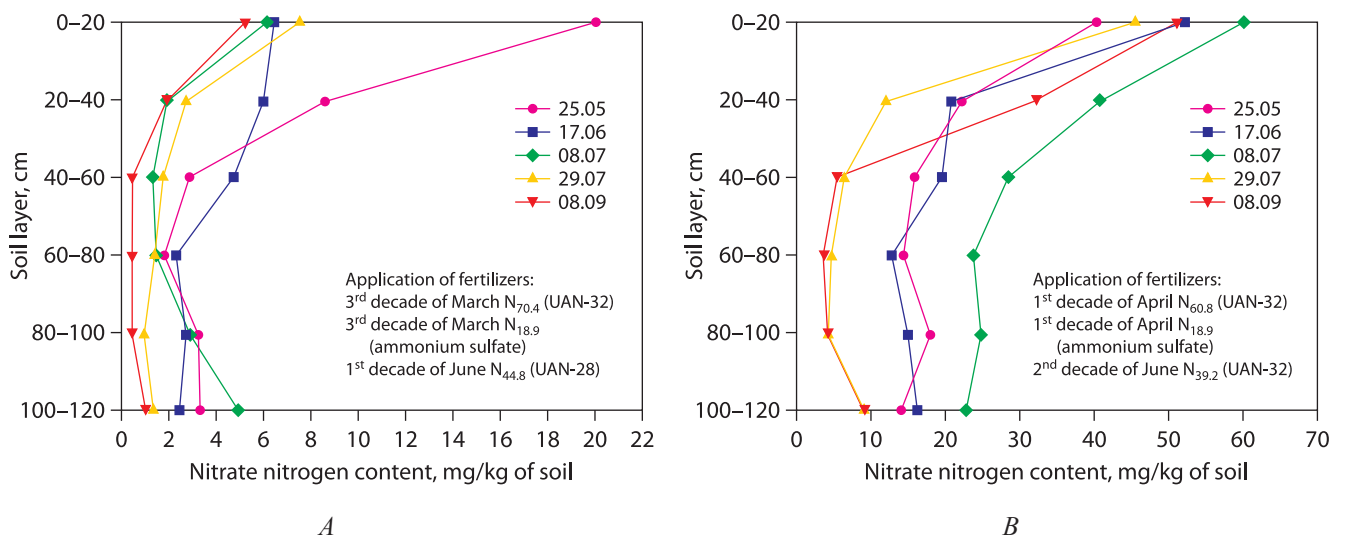 0–20
20–40
40–60
60–80
80–100
100–120
Soil layer, cm
25.05
17.06
08.07
29.07
08.09
Application of fertilizers:
3rd decade of March N70.4 (UAN-32)
3rd decade of March N18.9
(ammonium sulfate)
1st decade of June N44.8 (UAN-28)
0 2 4 6 8 10 12 14 16 18 20 22
Nitrate nitrogen content, mg/kg of soil
A
0–20
20–40
40–60
60–80
80–100
100–120
Soil layer, cm
25.05
17.06
08.07
29.07
08.09
Application of fertilizers:
1st decade of April N60.8 (UAN-32)
1st decade of April N18.9
(ammonium sulfate)
2nd decade of June N39.2 (UAN-32)
0 10 20 30 40 50 60 70
Nitrate nitrogen content, mg/kg of soil
B